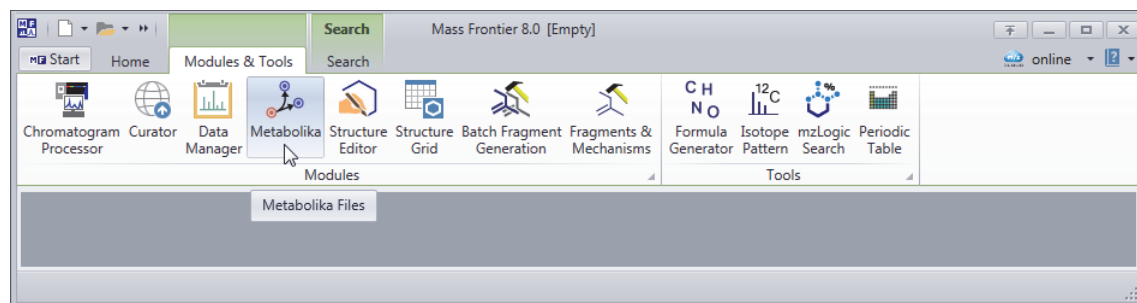 Search
Mass Frontier 8.0 [Empty]
Start
Home
Modules & Tools
Search
online
Chromatogram Processor
Curator
Data Manager
Metabolika
Structure Editor
Structure Grid
Batch Fragment Generation
Fragments & Mechanisms
C H N O
Formula Generator
12C
Isotope Pattern
%
mzLogic Search
Periodic Table
Modules
Tools
Metabolika Files